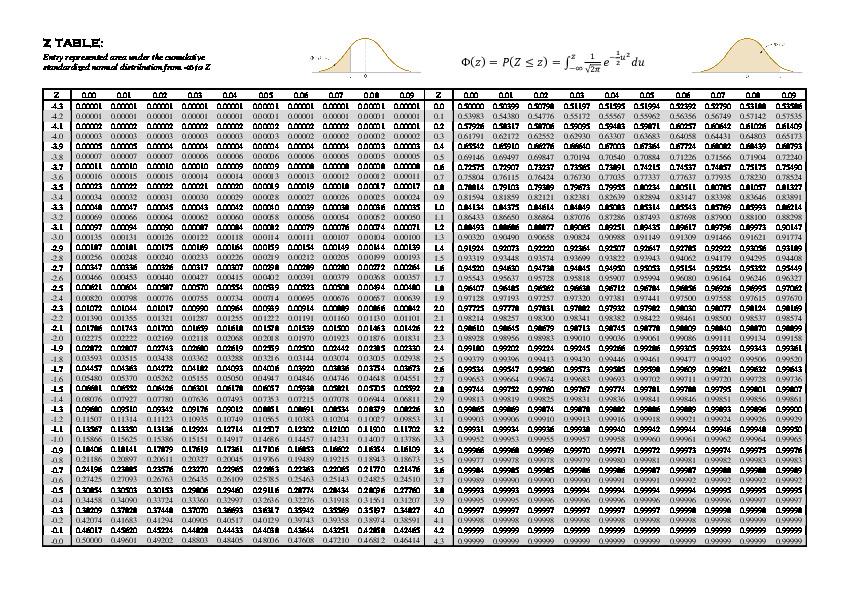 Z TABLE:
Entry represented area under the cumulative
standardized normal distribution from -∞ to Z
Φ(z) = P(Z ≤ z) = ∫_{-∞}^{z} 1/√2π e^{-½u²} du
Z 0.00 0.01 0.02 0.03 0.04 0.05 0.06 0.07 0.08 0.09 Z 0.00 0.01 0.02 0.03 0.04 0.05 0.06 0.07 0.08 0.09
-4.3 0.00001 0.00001 0.00001 0.00001 0.00001 0.00001 0.00001 0.00001 0.00001 0.00001 0.0 0.50000 0.50399 0.50798 0.51197 0.51595 0.51994 0.52392 0.52790 0.53188 0.53586
-4.2 0.00001 0.00001 0.00001 0.00001 0.00001 0.00001 0.00001 0.00001 0.00001 0.00001 0.1 0.53983 0.54380 0.54776 0.55172 0.55567 0.55962 0.56356 0.56749 0.57142 0.57535
-4.1 0.00002 0.00002 0.00002 0.00002 0.00002 0.00002 0.00002 0.00002 0.00001 0.00001 0.2 0.57926 0.58317 0.58706 0.59095 0.59483 0.59871 0.60257 0.60642 0.61026 0.61409
-4.0 0.00003 0.00003 0.00003 0.00003 0.00003 0.00003 0.00002 0.00002 0.00002 0.00002 0.3 0.61791 0.62172 0.62552 0.62930 0.63307 0.63683 0.64058 0.64431 0.64803 0.65173
-3.9 0.00005 0.00005 0.00004 0.00004 0.00004 0.00004 0.00004 0.00004 0.00003 0.00003 0.4 0.65542 0.65910 0.66276 0.66640 0.67003 0.67364 0.67724 0.68082 0.68439 0.68793
-3.8 0.00007 0.00007 0.00007 0.00006 0.00006 0.00006 0.00006 0.00005 0.00005 0.00005 0.5 0.69146 0.69497 0.69847 0.70194 0.70540 0.70884 0.71226 0.71566 0.71904 0.72240
-3.7 0.00011 0.00010 0.00010 0.00010 0.00009 0.00009 0.00008 0.00008 0.00008 0.00008 0.6 0.72575 0.72907 0.73237 0.73565 0.73891 0.74215 0.74537 0.74857 0.75175 0.75490
-3.6 0.00016 0.00015 0.00015 0.00014 0.00014 0.00013 0.00013 0.00012 0.00012 0.00011 0.7 0.75804 0.76115 0.76424 0.76730 0.77035 0.77337 0.77637 0.77935 0.78230 0.78524
-3.5 0.00023 0.00022 0.00022 0.00021 0.00020 0.00019 0.00019 0.00018 0.00017 0.00017 0.8 0.78814 0.79103 0.79389 0.79673 0.79955 0.80234 0.80511 0.80785 0.81057 0.81327
-3.4 0.00034 0.00032 0.00031 0.00030 0.00029 0.00028 0.00027 0.00026 0.00025 0.00024 0.9 0.81594 0.81859 0.82121 0.82381 0.82639 0.82894 0.83147 0.83398 0.83646 0.83891
-3.3 0.00048 0.00047 0.00045 0.00043 0.00042 0.00040 0.00039 0.00038 0.00036 0.00035 1.0 0.84134 0.84375 0.84614 0.84849 0.85083 0.85314 0.85543 0.85769 0.85993 0.86214
-3.2 0.00069 0.00066 0.00064 0.00062 0.00060 0.00058 0.00056 0.00054 0.00052 0.00050 1.1 0.86433 0.86650 0.86864 0.87076 0.87286 0.87493 0.87698 0.87900 0.88100 0.88298
-3.1 0.00097 0.00094 0.00090 0.00087 0.00084 0.00082 0.00079 0.00076 0.00074 0.00071 1.2 0.88493 0.88686 0.88877 0.89065 0.89251 0.89435 0.89617 0.89796 0.89973 0.90147
-3.0 0.00135 0.00131 0.00126 0.00122 0.00118 0.00114 0.00111 0.00107 0.00104 0.00100 1.3 0.90320 0.90490 0.90658 0.90824 0.90988 0.91149 0.91309 0.91466 0.91621 0.91774
-2.9 0.00187 0.00181 0.00175 0.00169 0.00164 0.00159 0.00154 0.00149 0.00144 0.00139 1.4 0.91924 0.92073 0.92220 0.92364 0.92507 0.92647 0.92785 0.92922 0.93056 0.93189
-2.8 0.00256 0.00248 0.00240 0.00233 0.00226 0.00219 0.00212 0.00205 0.00199 0.00193 1.5 0.93319 0.93448 0.93574 0.93699 0.93822 0.93943 0.94062 0.94179 0.94295 0.94408
-2.7 0.00347 0.00336 0.00326 0.00317 0.00307 0.00298 0.00289 0.00280 0.00272 0.00264 1.6 0.94520 0.94630 0.94738 0.94845 0.94950 0.95053 0.95154 0.95254 0.95352 0.95449
-2.6 0.00466 0.00453 0.00440 0.00427 0.00415 0.00402 0.00391 0.00379 0.00368 0.00357 1.7 0.95543 0.95637 0.95728 0.95818 0.95907 0.95994 0.96080 0.96164 0.96246 0.96327
-2.5 0.00621 0.00604 0.00587 0.00570 0.00554 0.00539 0.00523 0.00508 0.00494 0.00480 1.8 0.96407 0.96485 0.96562 0.96638 0.96712 0.96784 0.96856 0.96926 0.96995 0.97062
-2.4 0.00820 0.00798 0.00776 0.00755 0.00734 0.00714 0.00695 0.00676 0.00657 0.00639 1.9 0.97128 0.97193 0.97257 0.97320 0.97381 0.97441 0.97500 0.97558 0.97615 0.97670
-2.3 0.01072 0.01044 0.01017 0.00990 0.00964 0.00939 0.00914 0.00889 0.00866 0.00842 2.0 0.97725 0.97778 0.97831 0.97882 0.97932 0.97982 0.98030 0.98077 0.98124 0.98169
-2.2 0.01390 0.01355 0.01321 0.01287 0.01255 0.01222 0.01191 0.01160 0.01130 0.01101 2.1 0.98214 0.98257 0.98300 0.98341 0.98382 0.98422 0.98461 0.98500 0.98537 0.98574
-2.1 0.01786 0.01743 0.01700 0.01659 0.01618 0.01578 0.01539 0.01500 0.01463 0.01426 2.2 0.98610 0.98645 0.98679 0.98713 0.98745 0.98778 0.98809 0.98840 0.98870 0.98899
-2.0 0.02275 0.02222 0.02169 0.02118 0.02068 0.02018 0.01970 0.01923 0.01876 0.01831 2.3 0.98928 0.98956 0.98983 0.99010 0.99036 0.99061 0.99086 0.99111 0.99134 0.99158
-1.9 0.02872 0.02807 0.02743 0.02680 0.02619 0.02559 0.02500 0.02442 0.02385 0.02330 2.4 0.99180 0.99202 0.99224 0.99245 0.99266 0.99286 0.99305 0.99324 0.99343 0.99361
-1.8 0.03593 0.03515 0.03438 0.03362 0.03288 0.03216 0.03144 0.03074 0.03005 0.02938 2.5 0.99379 0.99396 0.99413 0.99430 0.99446 0.99461 0.99477 0.99492 0.99506 0.99520
-1.7 0.04457 0.04363 0.04272 0.04182 0.04093 0.04006 0.03920 0.03836 0.03754 0.03673 2.6 0.99534 0.99547 0.99560 0.99573 0.99585 0.99598 0.99609 0.99621 0.99632 0.99643
-1.6 0.05480 0.05370 0.05262 0.05155 0.05050 0.04947 0.04846 0.04746 0.04648 0.04551 2.7 0.99653 0.99664 0.99674 0.99683 0.99693 0.99702 0.99711 0.99720 0.99728 0.99736
-1.5 0.06681 0.06552 0.06426 0.06301 0.06178 0.06057 0.05938 0.05821 0.05705 0.05592 2.8 0.99744 0.99752 0.99760 0.99767 0.99774 0.99781 0.99788 0.99795 0.99801 0.99807
-1.4 0.08076 0.07927 0.07780 0.07636 0.07493 0.07353 0.07215 0.07078 0.06944 0.06811 2.9 0.99813 0.99819 0.99825 0.99831 0.99836 0.99841 0.99846 0.99851 0.99856 0.99861
-1.3 0.09680 0.09510 0.09342 0.09176 0.09012 0.08851 0.08691 0.08534 0.08379 0.08226 3.0 0.99865 0.99869 0.99874 0.99878 0.99882 0.99886 0.99889 0.99893 0.99896 0.99900
-1.2 0.11507 0.11314 0.11123 0.10935 0.10749 0.10565 0.10383 0.10204 0.10027 0.09853 3.1 0.99903 0.99906 0.99910 0.99913 0.99916 0.99918 0.99921 0.99924 0.99926 0.99929
-1.1 0.13567 0.13350 0.13136 0.12924 0.12714 0.12507 0.12302 0.12100 0.11900 0.11702 3.2 0.99931 0.99934 0.99936 0.99938 0.99940 0.99942 0.99944 0.99946 0.99948 0.99950
-1.0 0.15866 0.15625 0.15386 0.15151 0.14917 0.14686 0.14457 0.14231 0.14007 0.13786 3.3 0.99952 0.99953 0.99955 0.99957 0.99958 0.99960 0.99961 0.99962 0.99964 0.99965
-0.9 0.18406 0.18141 0.17879 0.17619 0.17361 0.17106 0.16853 0.16602 0.16354 0.16109 3.4 0.99966 0.99968 0.99969 0.99970 0.99971 0.99972 0.99973 0.99974 0.99975 0.99976
-0.8 0.21186 0.20897 0.20611 0.20327 0.20045 0.19766 0.19489 0.19215 0.18943 0.18673 3.5 0.99977 0.99978 0.99978 0.99979 0.99980 0.99981 0.99981 0.99982 0.99983 0.99983
-0.7 0.24196 0.23885 0.23576 0.23270 0.22965 0.22663 0.22363 0.22065 0.21770 0.21476 3.6 0.99984 0.99985 0.99985 0.99986 0.99986 0.99987 0.99987 0.99988 0.99988 0.99989
-0.6 0.27425 0.27093 0.26763 0.26435 0.26109 0.25785 0.25463 0.25143 0.24825 0.24510 3.7 0.99989 0.99990 0.99990 0.99990 0.99991 0.99991 0.99992 0.99992 0.99992 0.99992
-0.5 0.30854 0.30503 0.30153 0.29806 0.29460 0.29116 0.28774 0.28434 0.28096 0.27760 3.8 0.99993 0.99993 0.99993 0.99994 0.99994 0.99994 0.99994 0.99995 0.99995 0.99995
-0.4 0.34458 0.34090 0.33724 0.33360 0.32997 0.32636 0.32276 0.31918 0.31561 0.31207 3.9 0.99995 0.99995 0.99996 0.99996 0.99996 0.99996 0.99996 0.99996 0.99997 0.99997
-0.3 0.38209 0.37828 0.37448 0.37070 0.36693 0.36317 0.35942 0.35569 0.35197 0.34827 4.0 0.99997 0.99997 0.99997 0.99997 0.99997 0.99997 0.99998 0.99998 0.99998 0.99998
-0.2 0.42074 0.41683 0.41294 0.40905 0.40517 0.40129 0.39743 0.39358 0.38974 0.38591 4.1 0.99998 0.99998 0.99998 0.99998 0.99998 0.99998 0.99998 0.99998 0.99999 0.99999
-0.1 0.46017 0.45620 0.45224 0.44828 0.44433 0.44038 0.43644 0.43251 0.42858 0.42465 4.2 0.99999 0.99999 0.99999 0.99999 0.99999 0.99999 0.99999 0.99999 0.99999 0.99999
-0.0 0.50000 0.49601 0.49202 0.48803 0.48405 0.48006 0.47608 0.47210 0.46812 0.46414 4.3 0.99999 0.99999 0.99999 0.99999 0.99999 0.99999 0.99999 0.99999 0.99999 0.99999